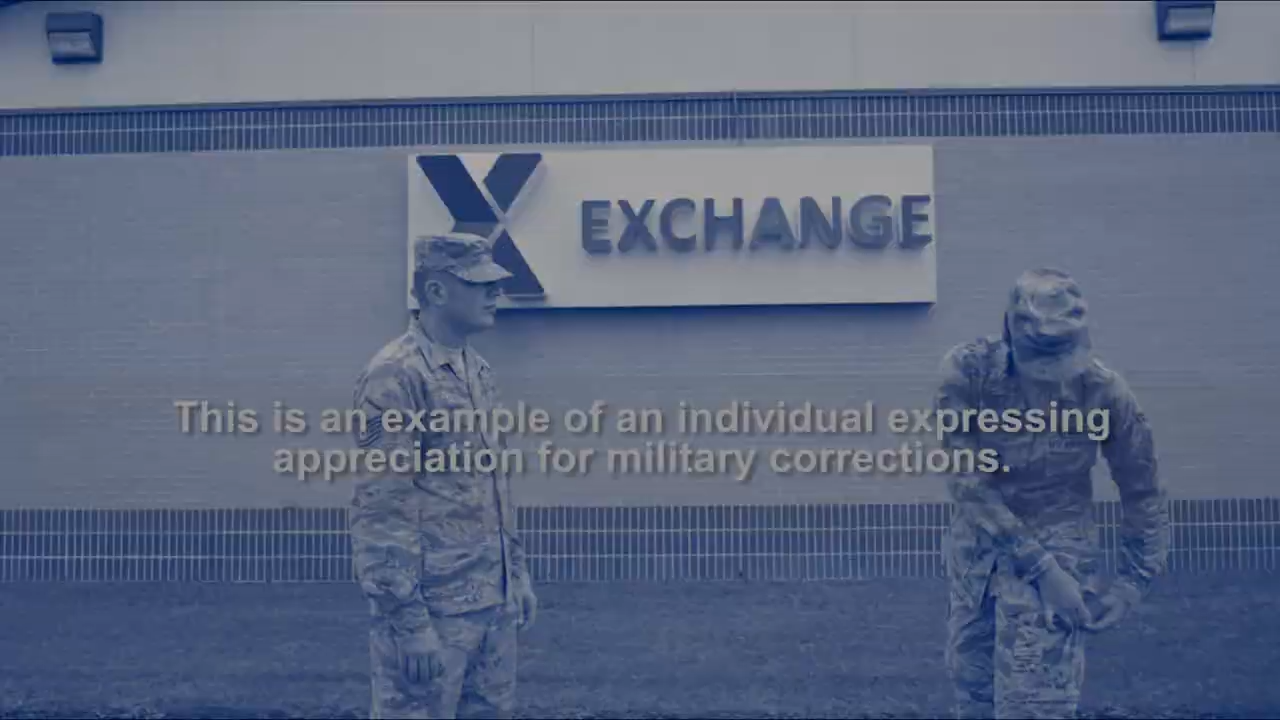 EXCHANGE
This is an example of an individual expressing
appreciation for military corrections.